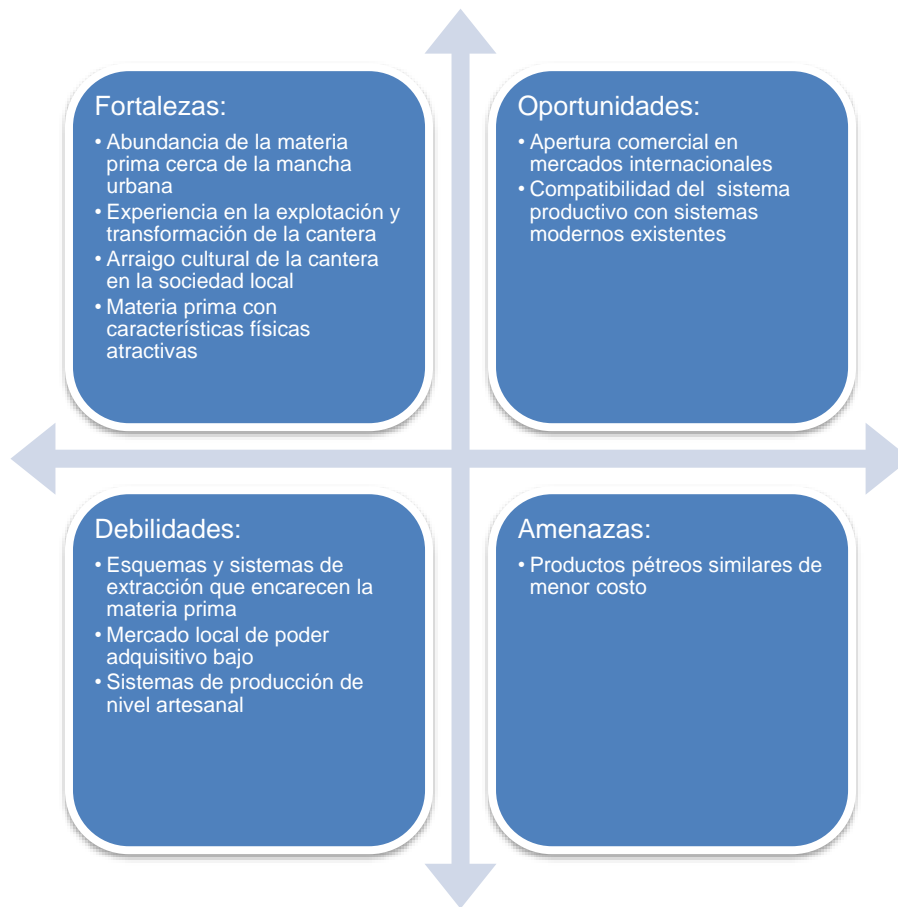 Fortalezas:
• Abundancia de la materia
prima cerca de la mancha
urbana
• Experiencia en la explotación y
transformación de la cantera
• Arraigo cultural de la cantera
en la sociedad local
• Materia prima con
características físicas
atractivas
Oportunidades:
• Apertura comercial en
mercados internacionales
• Compatibilidad del sistema
productivo con sistemas
modernos existentes
Debilidades:
• Esquemas y sistemas de
extracción que encarecen la
materia prima
• Mercado local de poder
adquisitivo bajo
• Sistemas de producción de
nivel artesanal
Amenazas:
• Productos pétreos similares de
menor costo